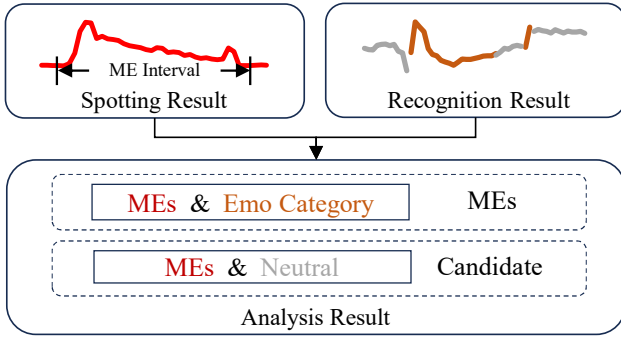 ME Interval
Spotting Result
Recognition Result
MEs & Emo Category
MEs
MEs & Neutral
Candidate
Analysis Result